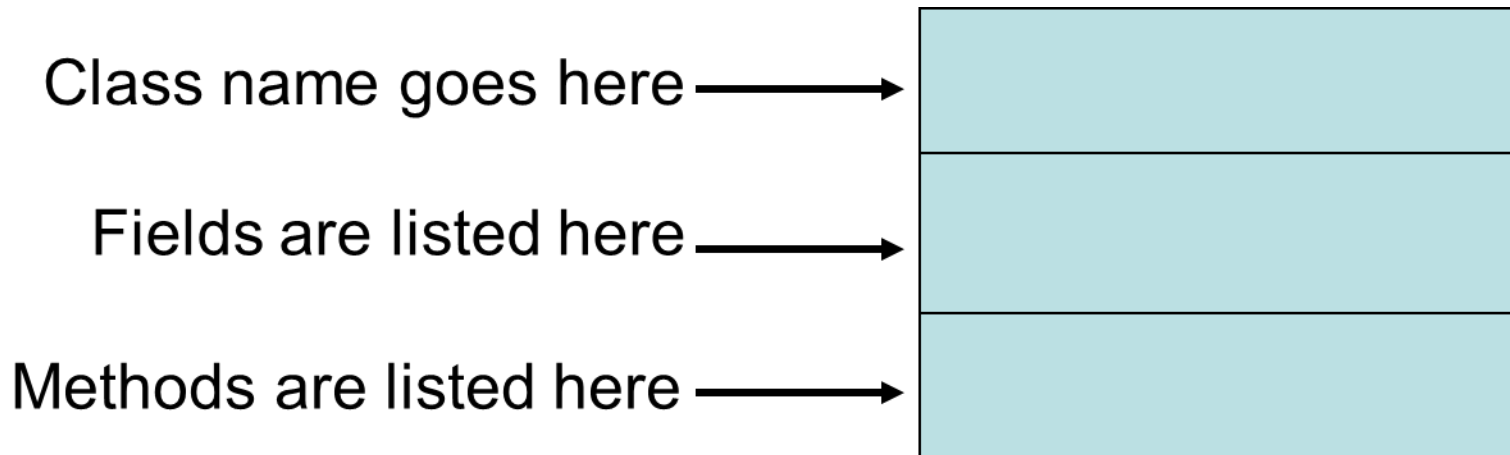 Class name goes here
Fields are listed here
Methods are listed here